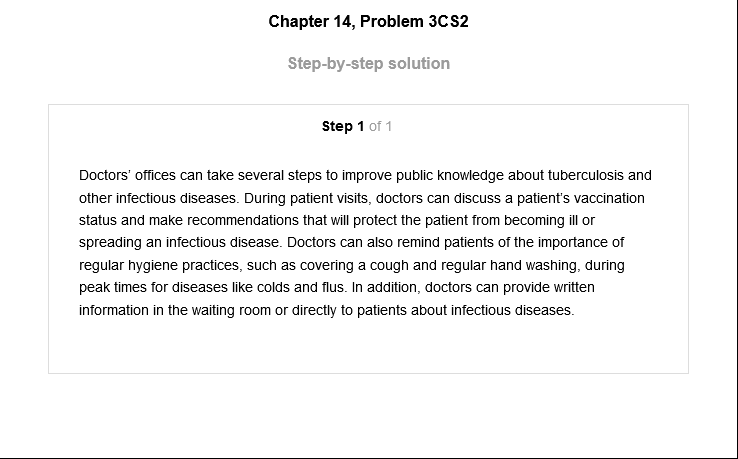 Chapter 14, Problem 3CS2
Step-by-step solution
Step 1 of 1
Doctors’ offices can take several steps to improve public knowledge about tuberculosis and
other infectious diseases. During patient visits, doctors can discuss a patient’s vaccination
status and make recommendations that will protect the patient from becoming ill or
spreading an infectious disease. Doctors can also remind patients of the importance of
regular hygiene practices, such as covering a cough and regular hand washing, during
peak times for diseases like colds and flus. In addition, doctors can provide written
information in the waiting room or directly to patients about infectious diseases.